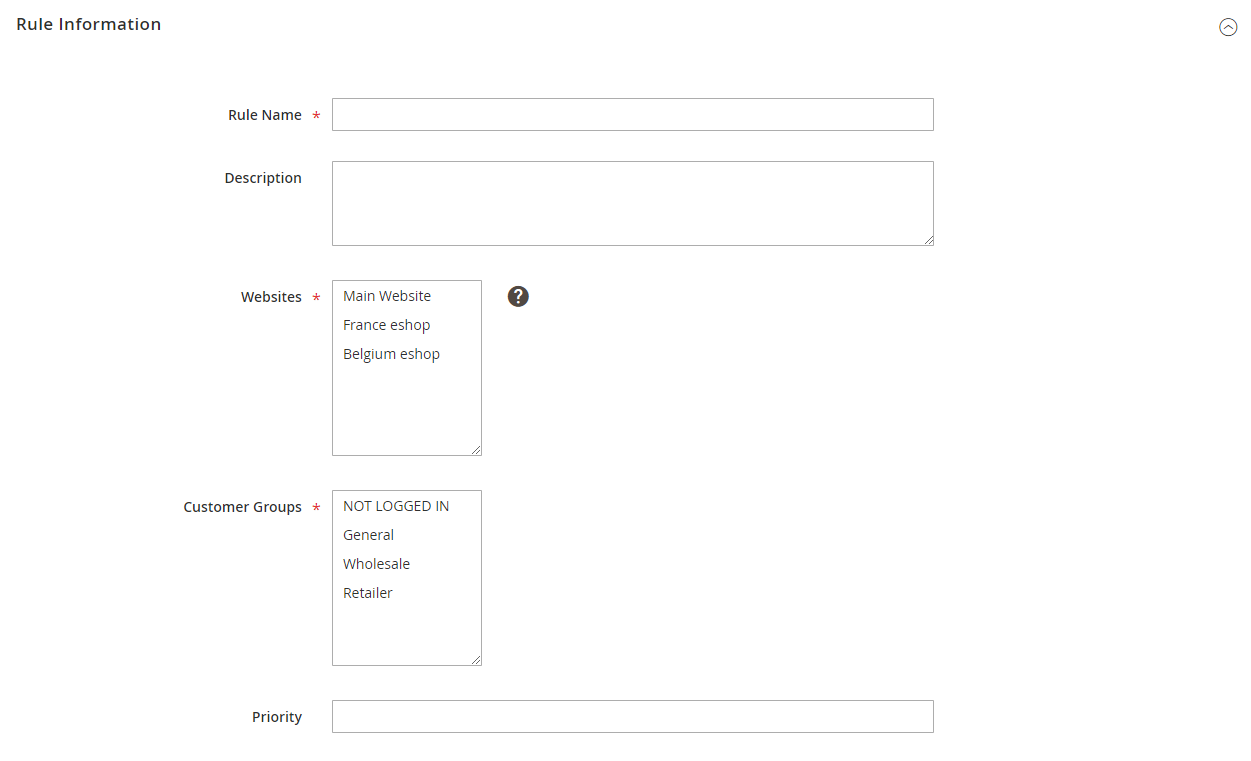 Rule Information
Rule Name *
Description
Websites *
Main Website
France eshop
Belgium eshop
?
Customer Groups *
NOT LOGGED IN
General
Wholesale
Retailer
Priority